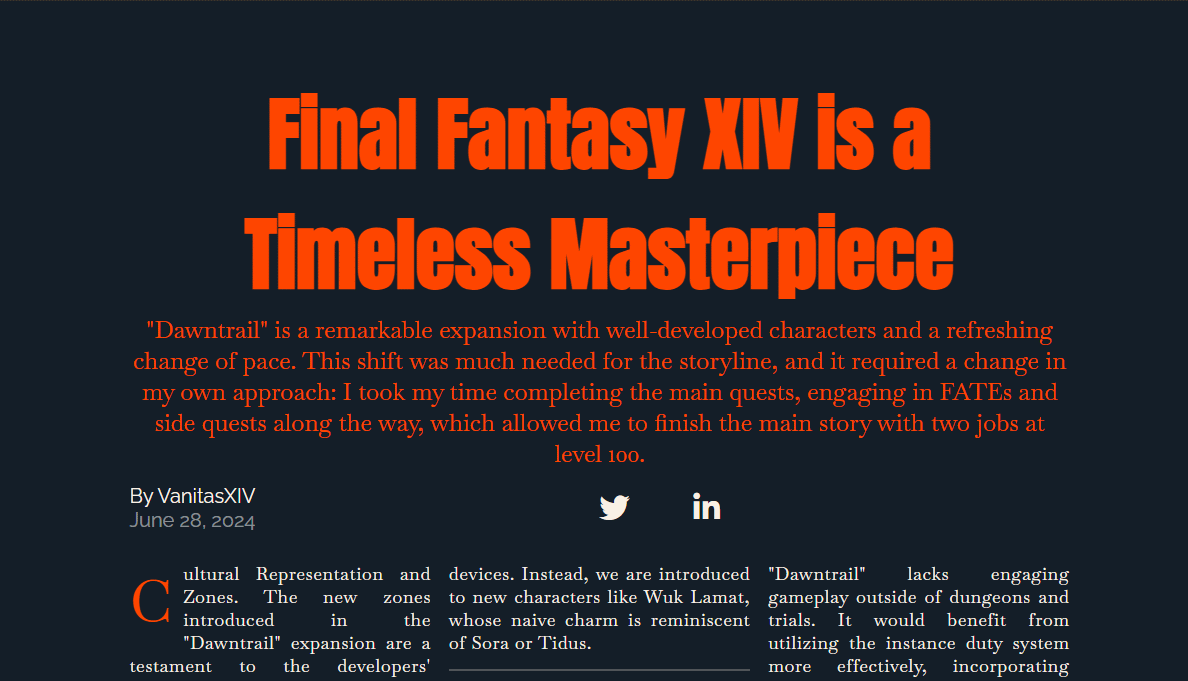 Final Fantasy XIV is a
Timeless Masterpiece
"Dawntrail" is a remarkable expansion with well-developed characters and a refreshing
change of pace. This shift was much needed for the storyline, and it required a change in
my own approach: I took my time completing the main quests, engaging in FATEs and
side quests along the way, which allowed me to finish the main story with two jobs at
level 100.
By VanitasXIV
June 28, 2024
Cultural Representation and
Zones. The new zones
introduced in the
"Dawntrail" expansion are a
testament to the developers'
devices. Instead, we are introduced
to new characters like Wuk Lamat,
whose naive charm is reminiscent
of Sora or Tidus.
"Dawntrail" lacks engaging
gameplay outside of dungeons and
trials. It would benefit from
utilizing the instance duty system
more effectively, incorporating